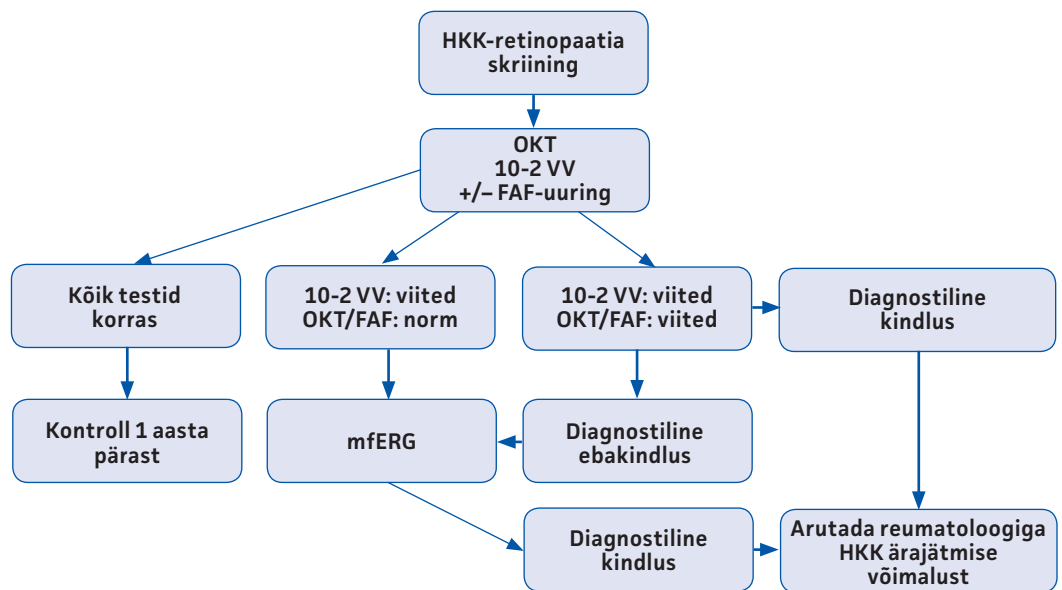 HKK-retinopaatia
skriining
OKT
10-2 VV
+/– FAF-uuring
Kõik testid
korras
10-2 VV: viited
OKT/FAF: norm
10-2 VV: viited
OKT/FAF: viited
Diagnostiline
kindlus
Kontroll 1 aasta
pärast
mfERG
Diagnostiline
ebakindlus
Diagnostiline
kindlus
Arutada reumatoloogiga
HKK ärajätmise
võimalust